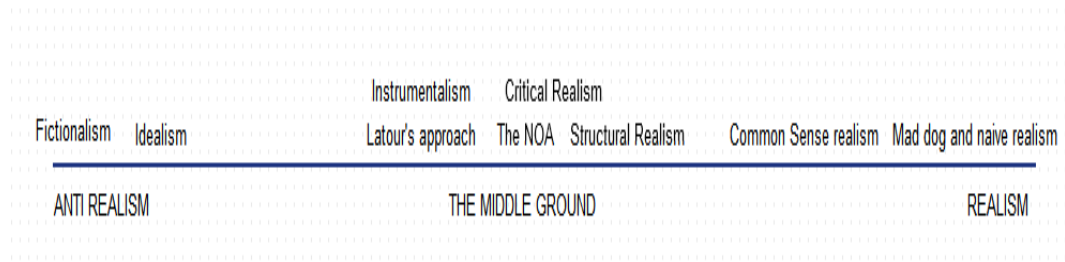 Instrumentalism Critical Realism
Fictionalism Idealism Latour's approach The NOA Structural Realism Common Sense realism Mad dog and naive realism
ANTI REALISM THE MIDDLE GROUND REALISM